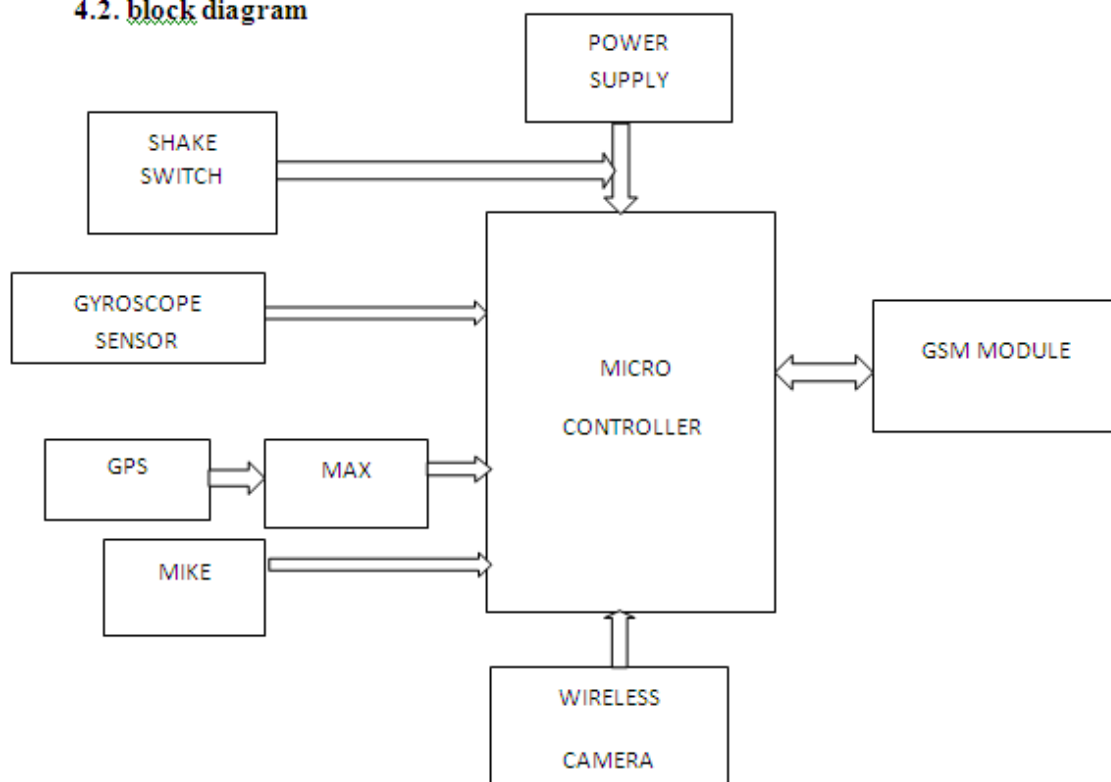 4.2. block diagram
POWER
SUPPLY
SHAKE
SWITCH
GYROSCOPE
SENSOR
MICRO
CONTROLLER
GSM MODULE
GPS
MAX
MIKE
WIRELESS
CAMERA